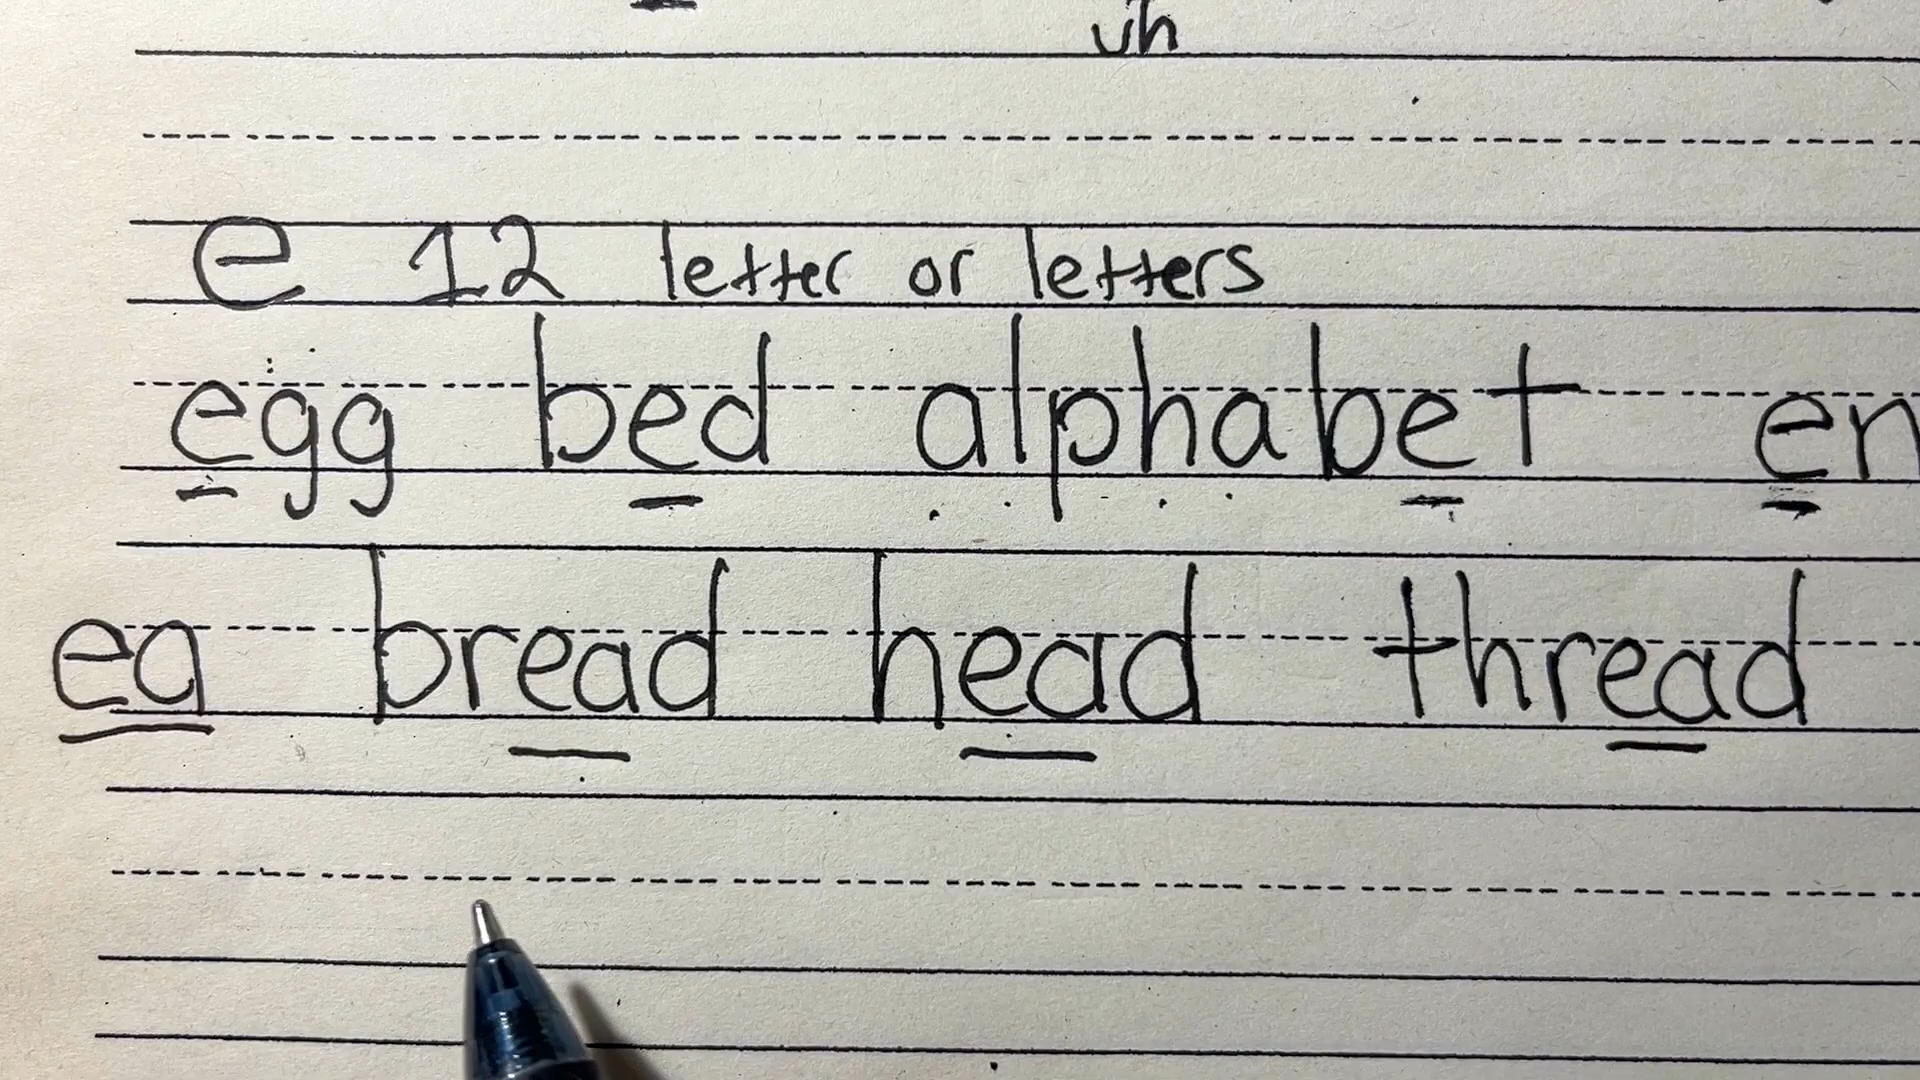 uh
e 12 letter or letters
egg bed alphabet en
ea bread head thread